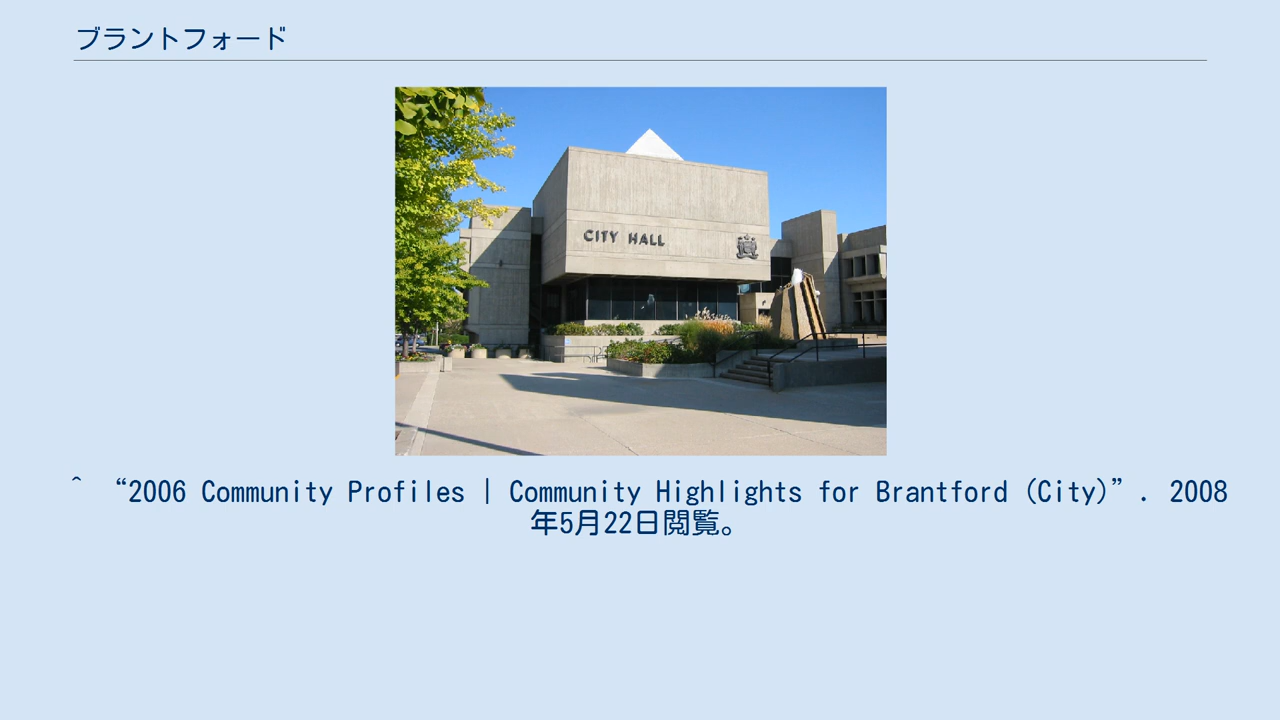 ブラントフォード
CITY HALL
^ “2006 Community Profiles | Community Highlights for Brantford (City)”. 2008
年5月22日閲覧。